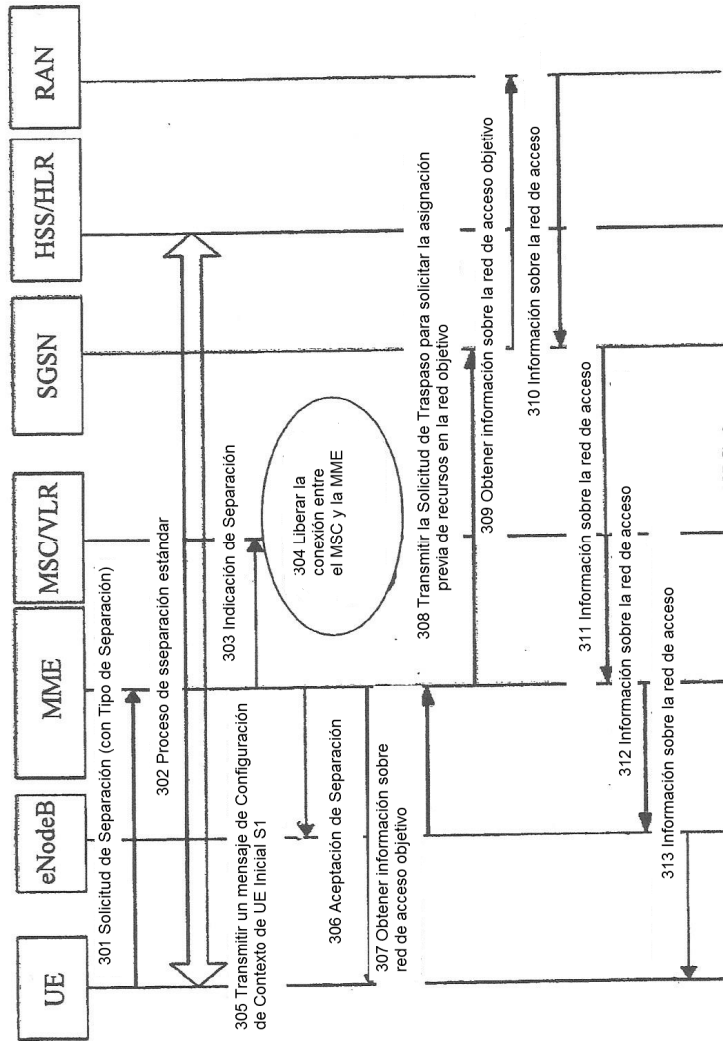 UE
eNodeB
MME
MSC/VLR
SGSN
HSS/HLR
RAN
301 Solicitud de Separación (con Tipo de Separación)
302 Proceso de sseparación estándar
303 Indicación de Separación
304 Liberar la
conexión entre
el MSC y la MME
305 Transmitir un mensaje de Configuración
de Contexto de UE Inicial S1
306 Aceptación de Separación
307 Obtener información sobre
red de acceso objetivo
308 Transmitir la Solicitud de Traspaso para solicitar la asignación
previa de recursos en la red objetivo
309 Obtener información sobre la red de acceso objetivo
310 Información sobre la red de acceso
311 Información sobre la red de acceso
312 Información sobre la red de acceso
313 Información sobre la red de acceso